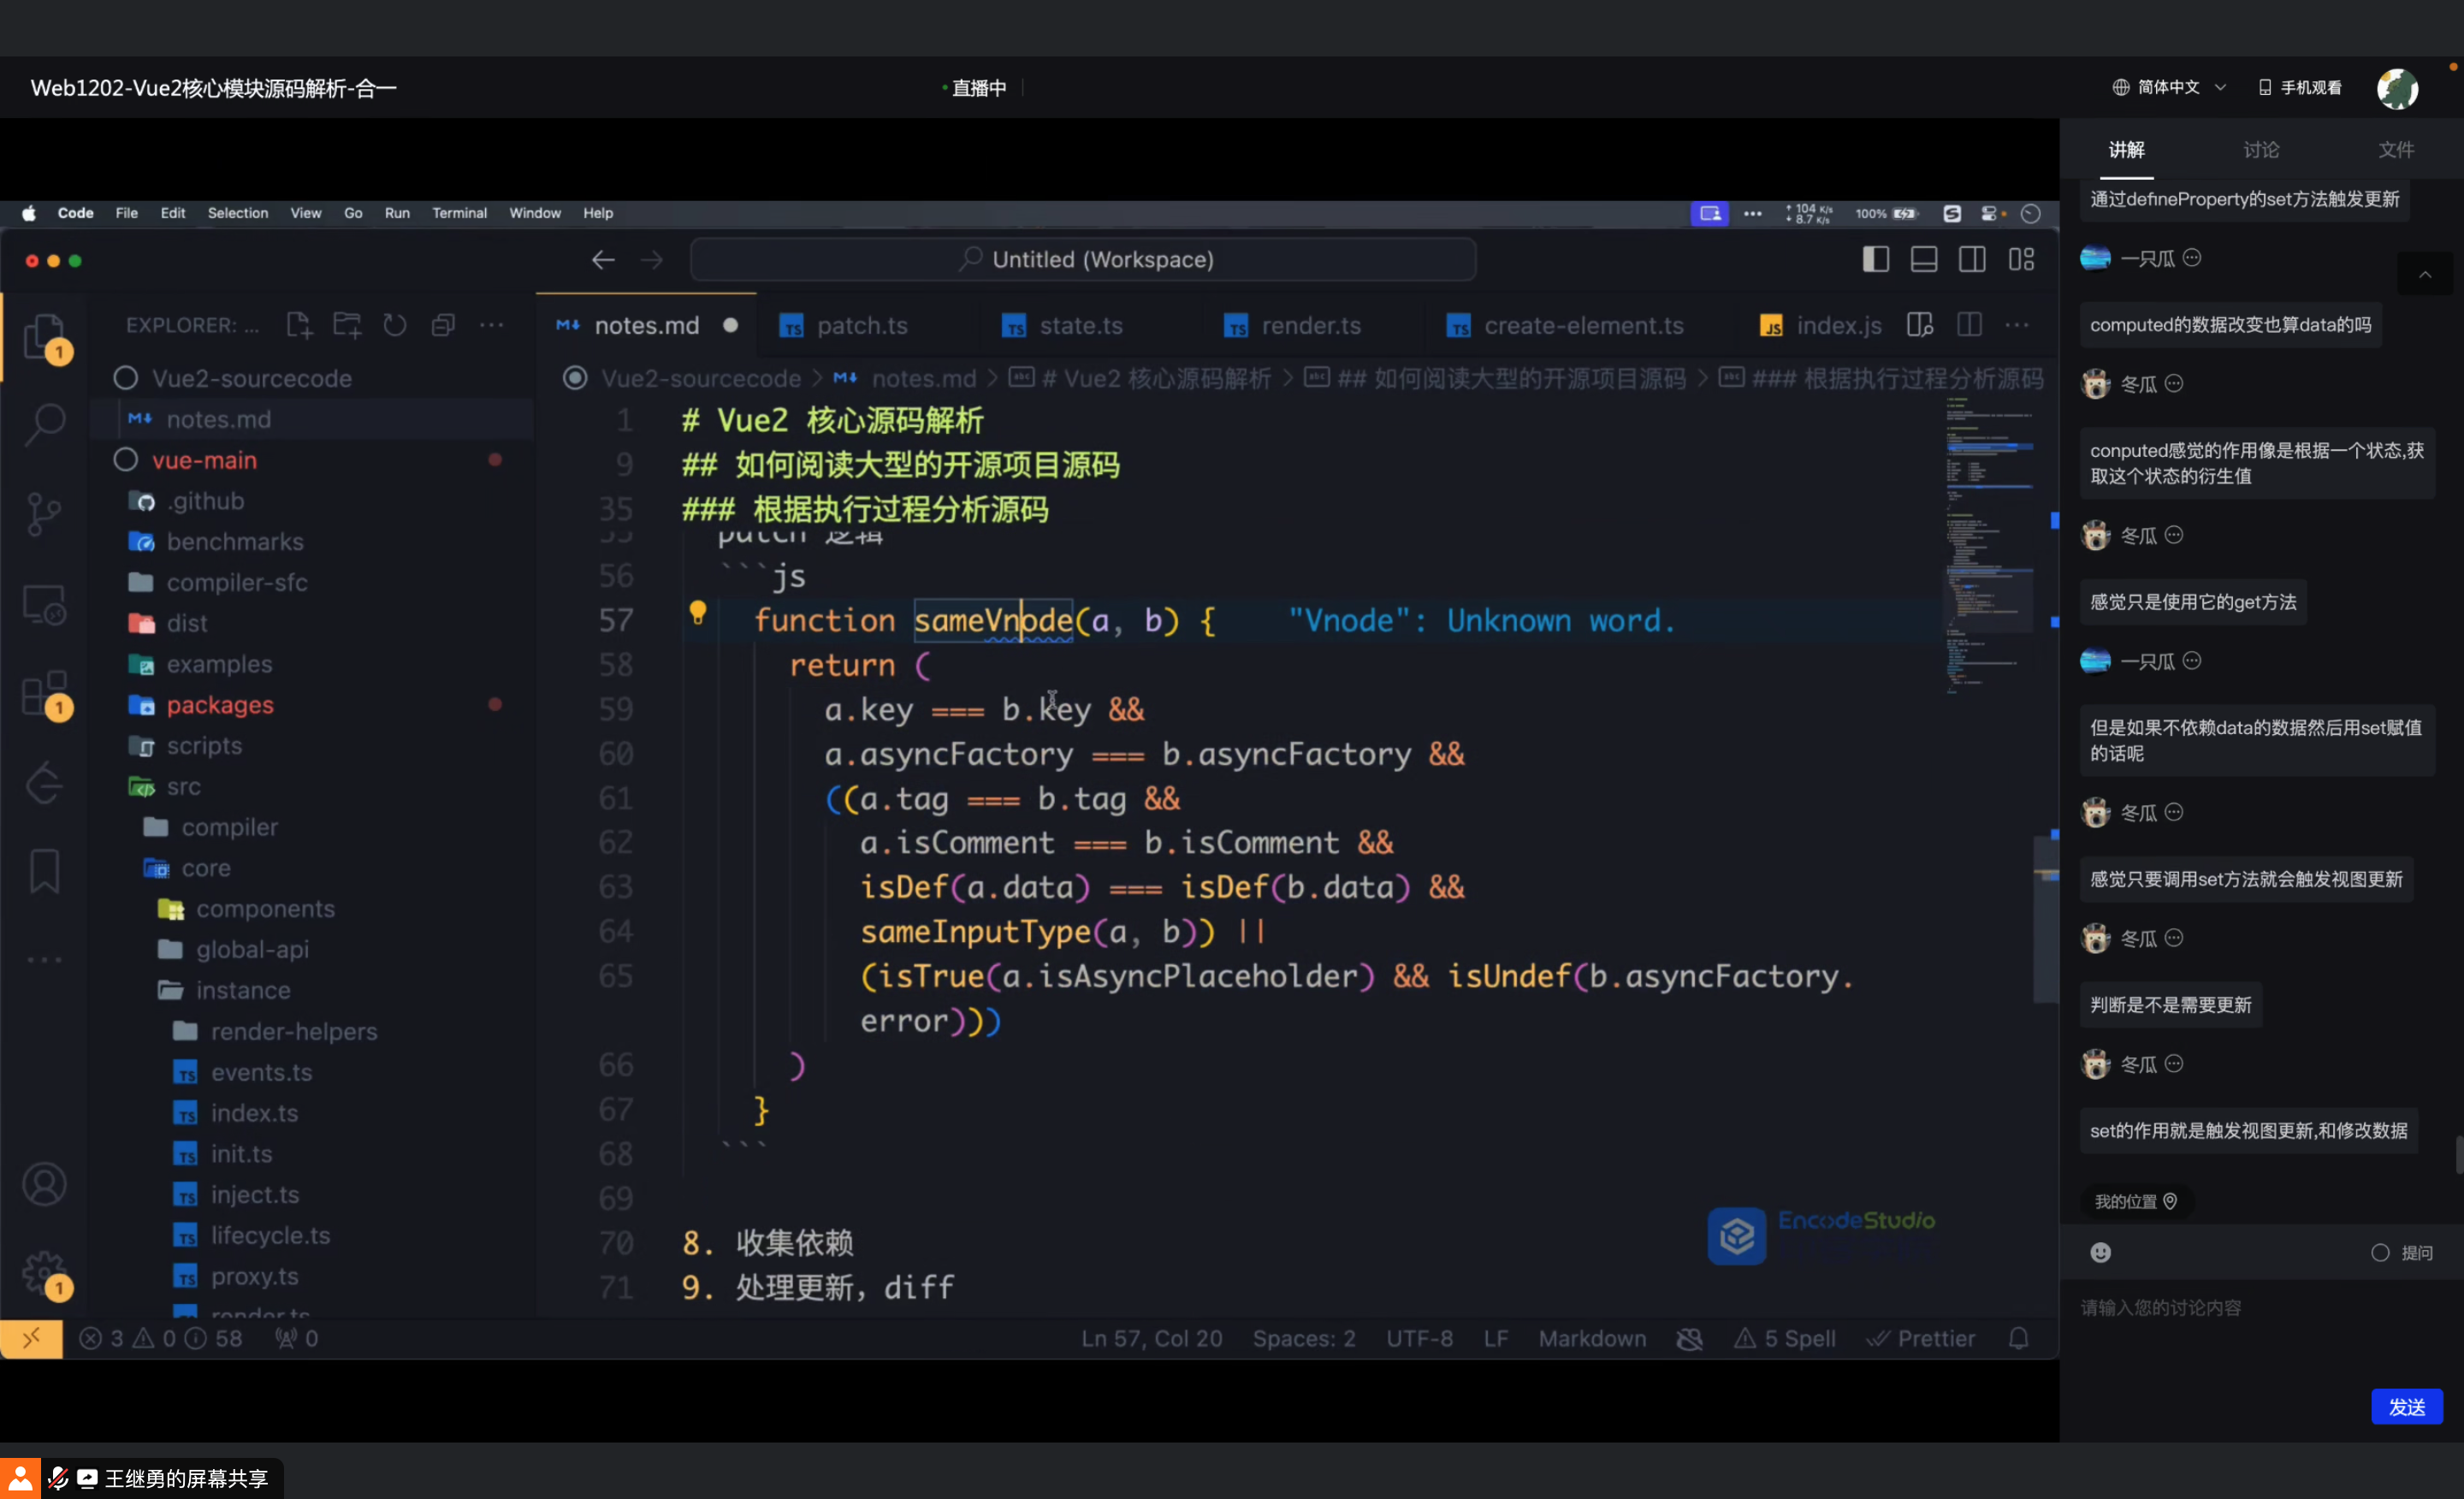 Web1202-Vue2核心模块源码解析-合一
直播中
简体中文
手机观看
Code File Edit Selection View Go Run Terminal Window Help
104 K/s
8.7 K/s
100%
Untitled (Workspace)
EXPLORER: ...
Vue2-sourcecode
notes.md
vue-main
.github
benchmarks
compiler-sfc
dist
examples
packages
scripts
src
compiler
core
components
global-api
instance
render-helpers
events.ts
index.ts
init.ts
inject.ts
lifecycle.ts
proxy.ts
render.ts
1
1
1
notes.md patch.ts state.ts render.ts create-element.ts index.js
Vue2-sourcecode > notes.md > # Vue2 核心源码解析 > ## 如何阅读大型的开源项目源码 > ### 根据执行过程分析源码
1 # Vue2 核心源码解析
9 ## 如何阅读大型的开源项目源码
35 ### 根据执行过程分析源码
55 patch 逻辑
56 ```js
57 function sameVnode(a, b) { "Vnode": Unknown word.
58 return (
59 a.key === b.key &&
60 a.asyncFactory === b.asyncFactory &&
61 ((a.tag === b.tag &&
62 a.isComment === b.isComment &&
63 isDef(a.data) === isDef(b.data) &&
64 sameInputType(a, b)) ||
65 (isTrue(a.isAsyncPlaceholder) && isUndef(b.asyncFactory.
error)))
66 )
67 }
68 ```
69
70 8. 收集依赖
71 9. 处理更新，diff
EncodeStudio
3 0 58 0
Ln 57, Col 20 Spaces: 2 UTF-8 LF Markdown 5 Spell Prettier
讲解 讨论 文件
通过defineProperty的set方法触发更新
一只瓜
computed的数据改变也算data的吗
冬瓜
conputed感觉的作用像是根据一个状态,获
取这个状态的衍生值
冬瓜
感觉只是使用它的get方法
一只瓜
但是如果不依赖data的数据然后用set赋值
的话呢
冬瓜
感觉只要调用set方法就会触发视图更新
冬瓜
判断是不是需要更新
冬瓜
set的作用就是触发视图更新,和修改数据
我的位置
提问
请输入您的讨论内容
发送
王继勇的屏幕共享